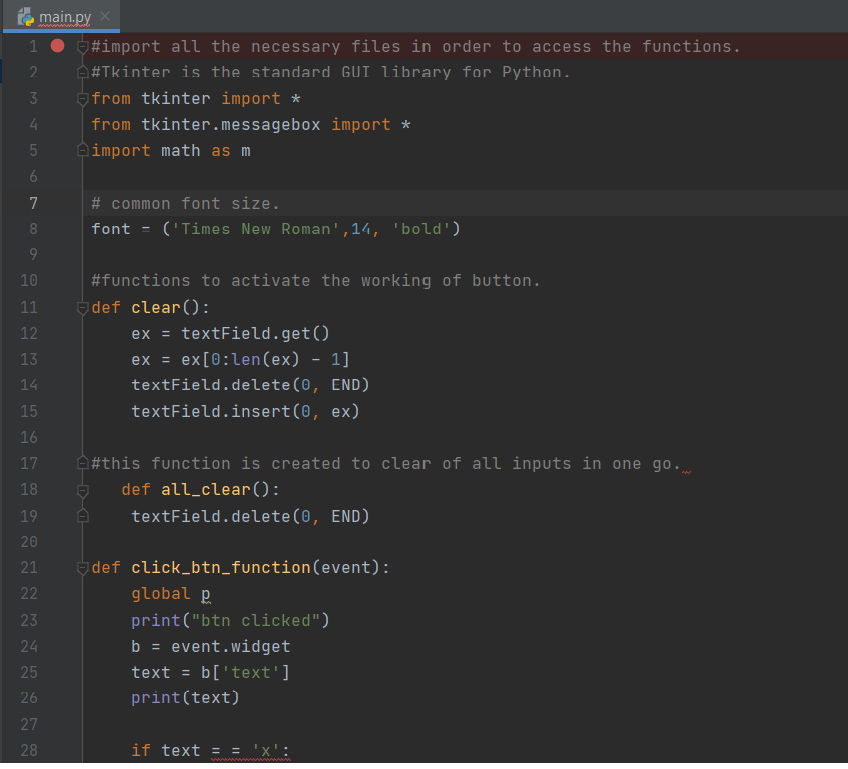 main.py
1 #import all the necessary files in order to access the functions.
2 #Tkinter is the standard GUI library for Python.
3 from tkinter import *
4 from tkinter.messagebox import *
5 import math as m
6
7 # common font size.
8 font = ('Times New Roman',14, 'bold')
9
10 #functions to activate the working of button.
11 def clear():
12     ex = textField.get()
13     ex = ex[0:len(ex) - 1]
14     textField.delete(0, END)
15     textField.insert(0, ex)
16
17 #this function is created to clear of all inputs in one go.
18    def all_clear():
19     textField.delete(0, END)
20
21 def click_btn_function(event):
22     global p
23     print("btn clicked")
24     b = event.widget
25     text = b['text']
26     print(text)
27
28     if text = = 'x':